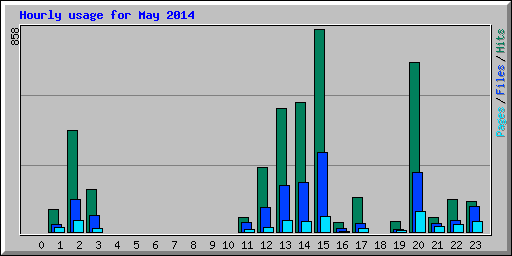 Hourly usage for May 2014
858
Pages/Files/Hits
0 1 2 3 4 5 6 7 8 9 10 11 12 13 14 15 16 17 18 19 20 21 22 23